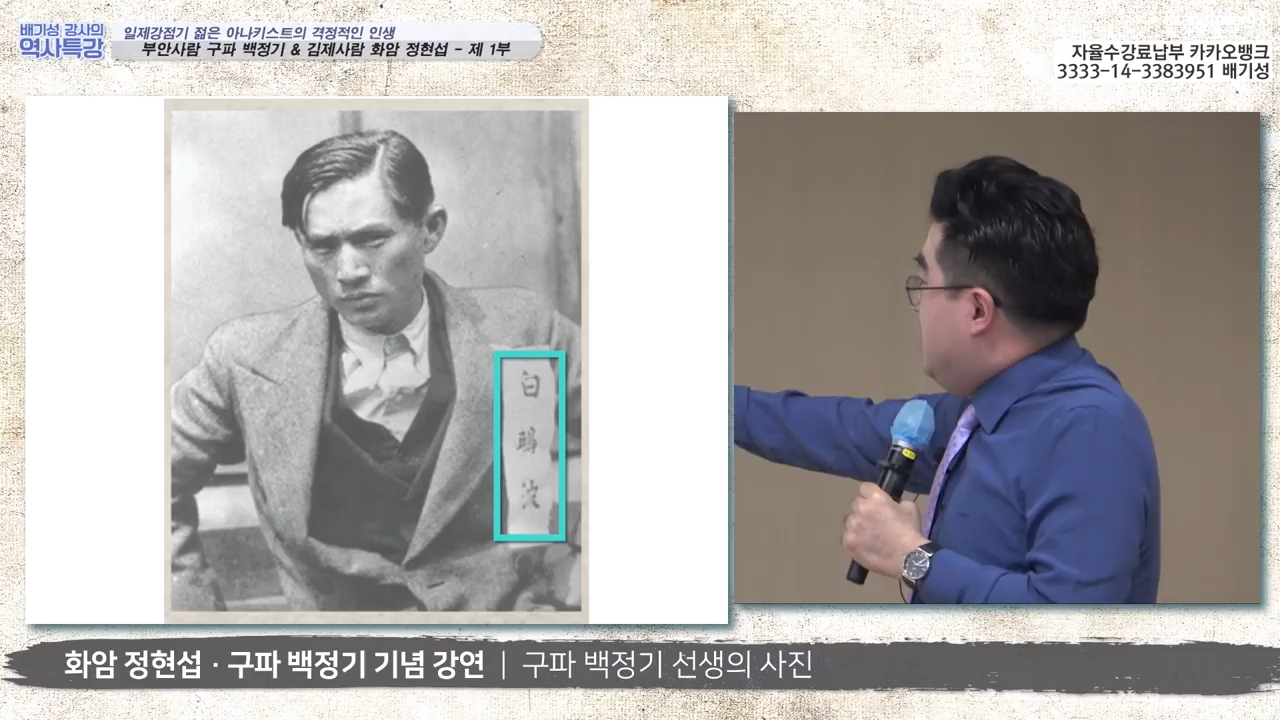 배기성 강사의
역사특강
일제강점기 젊은 아나키스트의 격정적인 인생
부안사람 구파 백정기 & 김제사람 화암 정현섭 - 제 1부
자율수강료납부 카카오뱅크
3333-14-3383951 배기성
白
鷗
波
화암 정현섭 · 구파 백정기 기념 강연 | 구파 백정기 선생의 사진